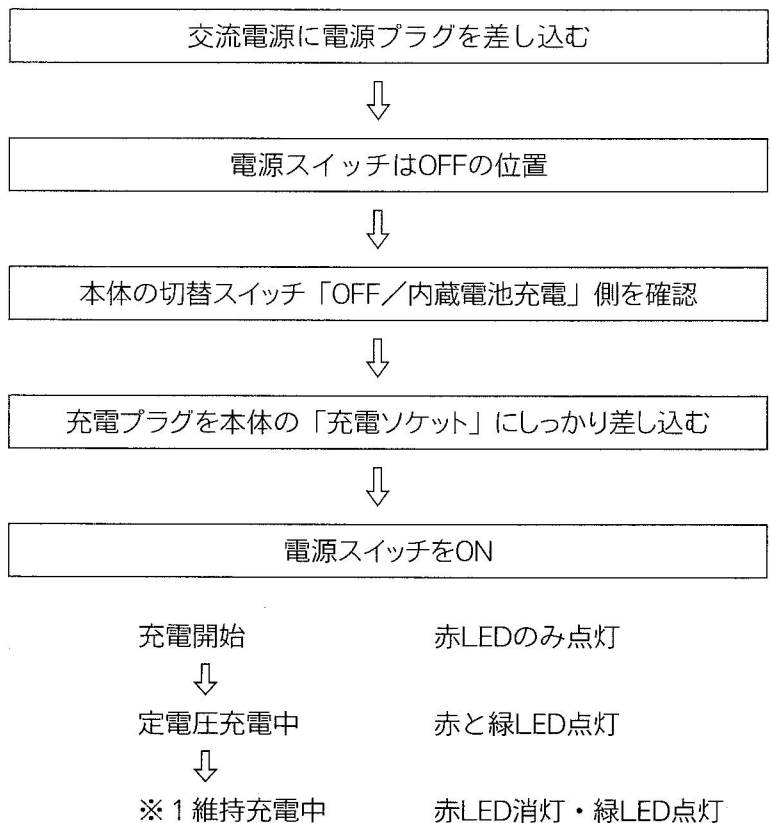 交流電源に電源プラグを差し込む
⇩
電源スイッチはOFFの位置
⇩
本体の切替スイッチ「OFF／内蔵電池充電」側を確認
⇩
充電プラグを本体の「充電ソケット」にしっかり差し込む
⇩
電源スイッチをON
充電開始 赤LEDのみ点灯
⇩
定電圧充電中 赤と緑LED点灯
⇩
※1維持充電中 赤LED消灯・緑LED点灯